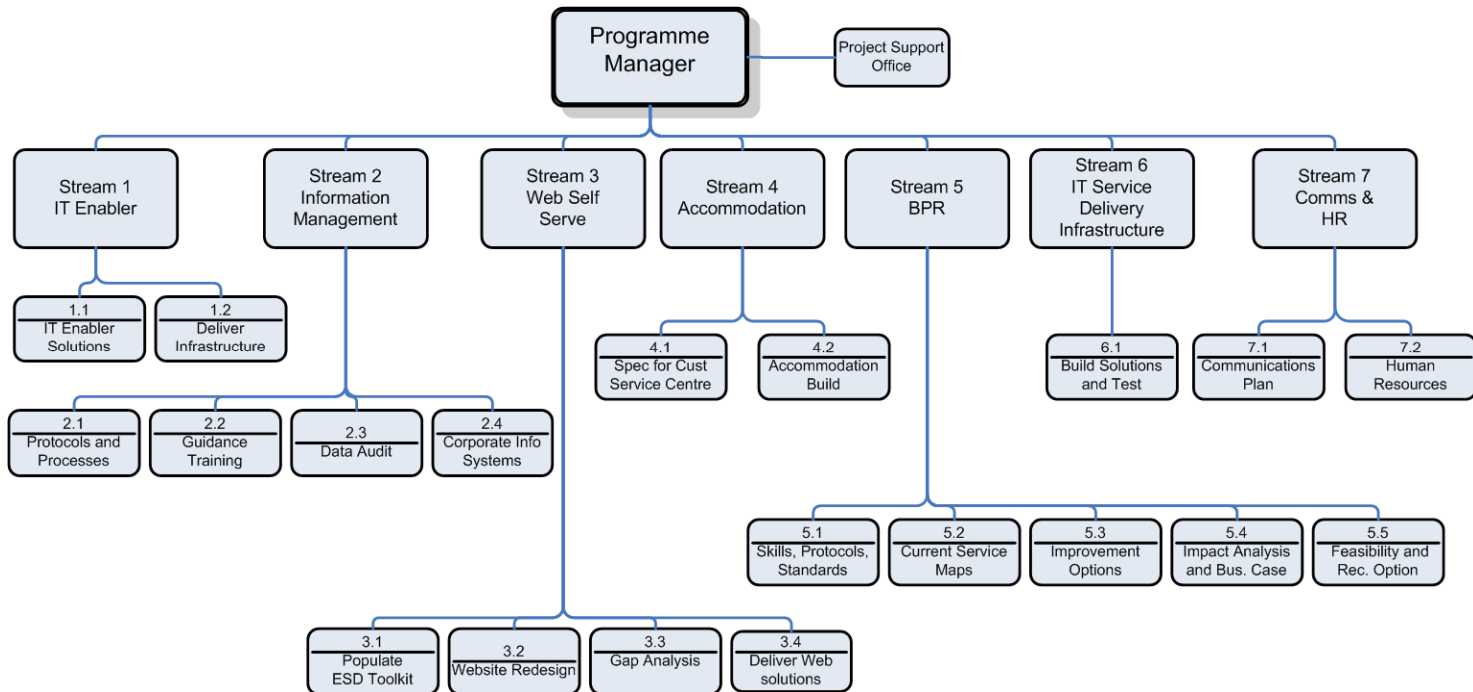 Programme
Manager
Project Support
Office
Stream 1
IT Enabler
Stream 2
Information
Management
Stream 3
Web Self
Serve
Stream 4
Accommodation
Stream 5
BPR
Stream 6
IT Service
Delivery
Infrastructure
Stream 7
Comms &
HR
1.1
IT Enabler
Solutions
1.2
Deliver
Infrastructure
4.1
Spec for Cust
Service Centre
4.2
Accommodation
Build
6.1
Build Solutions
and Test
7.1
Communications
Plan
7.2
Human
Resources
2.1
Protocols and
Processes
2.2
Guidance
Training
2.3
Data Audit
2.4
Corporate Info
Systems
5.1
Skills, Protocols,
Standards
5.2
Current Service
Maps
5.3
Improvement
Options
5.4
Impact Analysis
and Bus. Case
5.5
Feasibility and
Rec. Option
3.1
Populate
ESD Toolkit
3.2
Website Redesign
3.3
Gap Analysis
3.4
Deliver Web
solutions